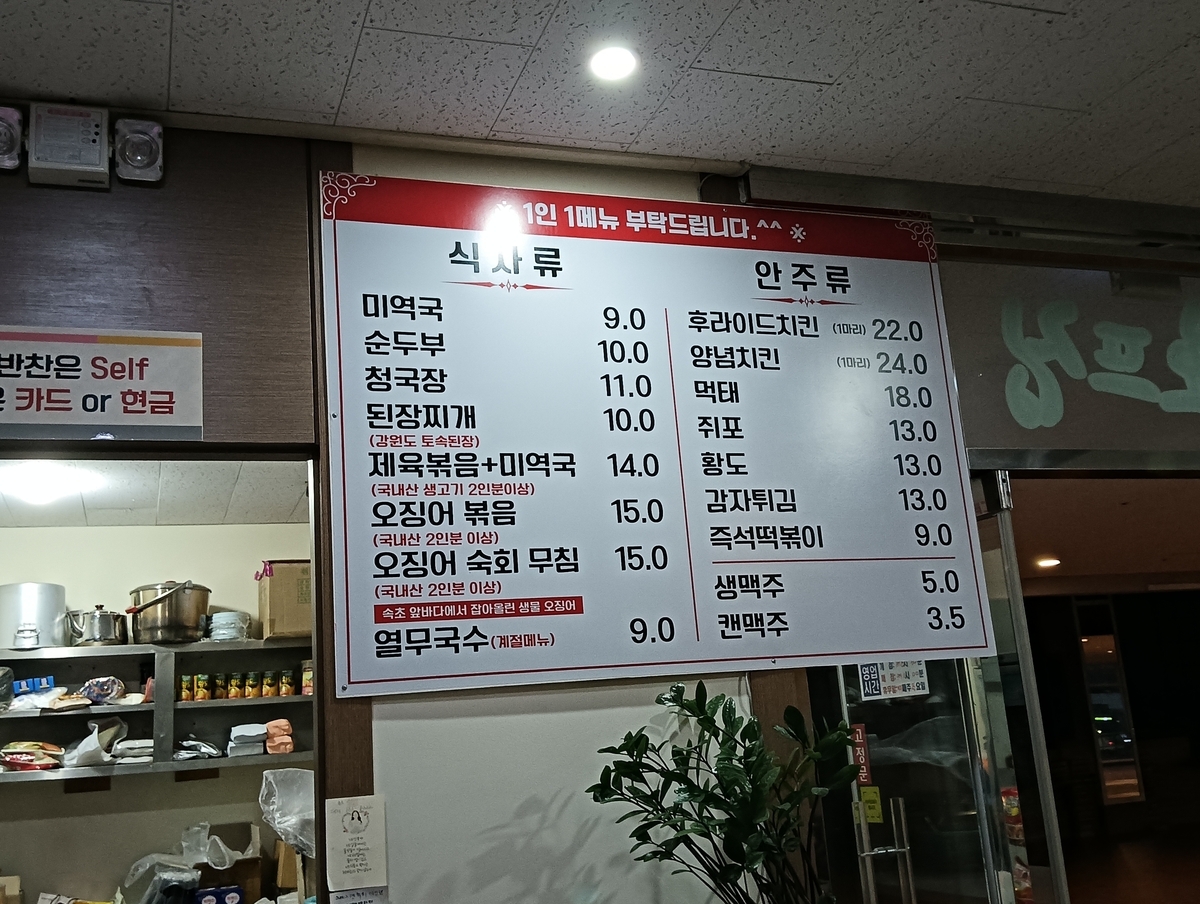 반찬은 Self
카드 or 현금
1인 1메뉴 부탁드립니다.^^ ※
식사류
미역국 9.0
순두부 10.0
청국장 11.0
된장찌개 10.0
(강원도 토속된장)
제육볶음+미역국 14.0
(국내산 생고기 2인분이상)
오징어 볶음 15.0
(국내산 2인분 이상)
오징어 숙회 무침 15.0
(국내산 2인분 이상)
속초 앞바다에서 잡아올린 생물 오징어
열무국수(계절메뉴) 9.0
안주류
후라이드치킨 (1마리) 22.0
양념치킨 (1마리) 24.0
먹태 18.0
쥐포 13.0
황도 13.0
감자튀김 13.0
즉석떡볶이 9.0
생맥주 5.0
캔맥주 3.5
영업
시간
고정문